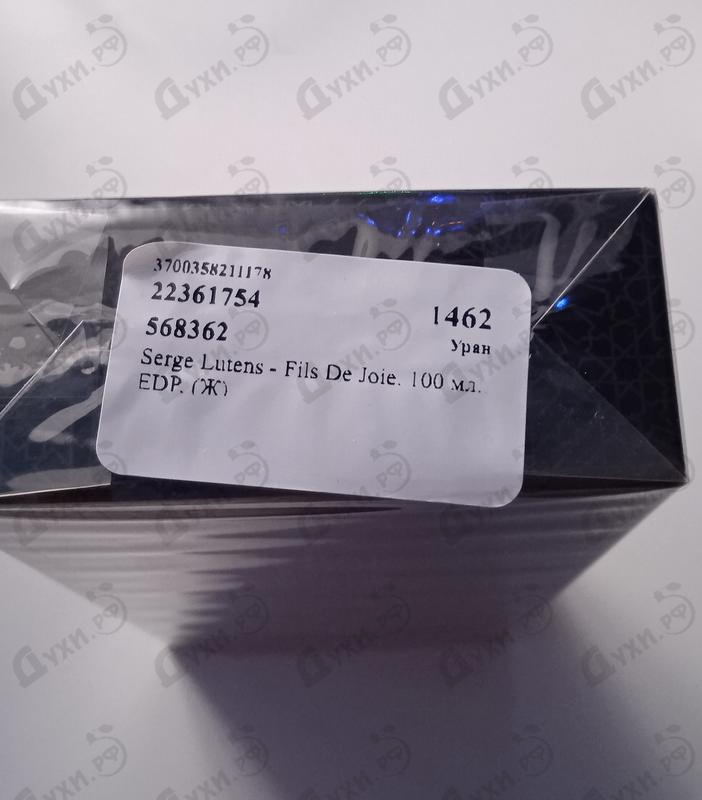 3700358211178
22361754
1462
568362
Уран
Serge Lutens - Fils De Joie. 100 мл.
EDP. (Ж)
Духи.рф